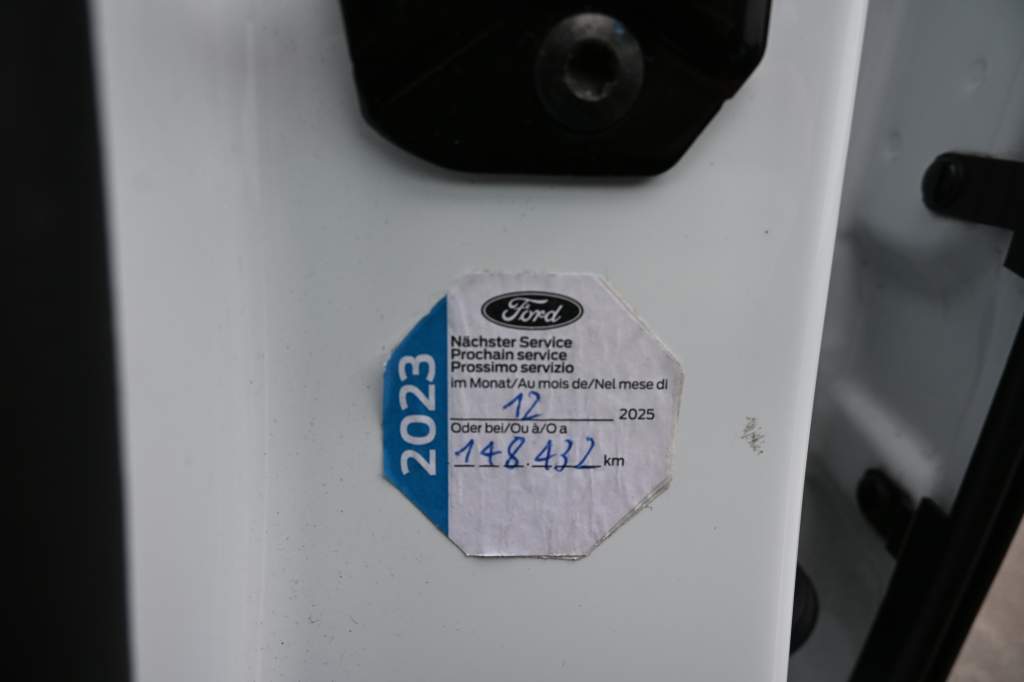 Ford
2023
Nächster Service
Prochain service
Prossimo servizio
im Monat/Au mois de/Nel mese di
12 2025
Oder bei/Ou à/O a
148.432 km